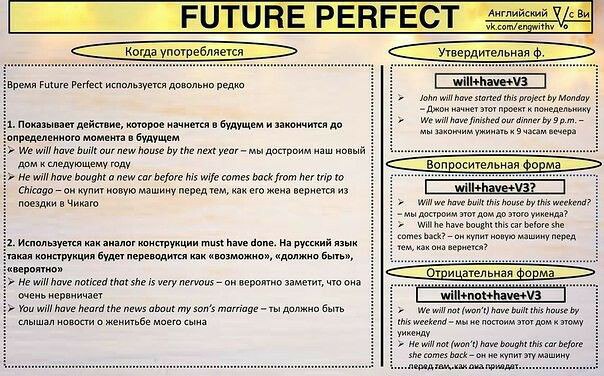 FUTURE PERFECT
Английский с Ви
vk.com/engwithv
Когда употребляется
Время Future Perfect используется довольно редко
1. Показывает действие, которое начнется в будущем и закончится до
определенного момента в будущем
➢ We will have built our new house by the next year – мы достроим наш новый
дом к следующему году
➢ He will have bought a new car before his wife comes back from her trip to
Chicago – он купит новую машину перед тем, как его жена вернется из
поездки в Чикаго
2. Используется как аналог конструкции must have done. На русский язык
такая конструкция будет переводится как «возможно», «должно быть»,
«вероятно»
➢ He will have noticed that she is very nervous – он вероятно заметит, что она
очень нервничает
➢ You will have heard the news about my son's marriage – ты должно быть
слышал новости о женитьбе моего сына
Утвердительная ф.
will+have+V3
➢ John will have started this project by Monday
– Джон начнет этот проект к понедельнику
➢ We will have finished our dinner by 9 p.m. –
мы закончим ужинать к 9 часам вечера
Вопросительная форма
will+have+V3?
➢ Will we have built this house by this weekend?
– мы достроим этот дом до этого уикенда?
➢ Will he have bought this car before she
comes back? – он купит новую машину перед
тем, как она вернется?
Отрицательная форма
will+not+have+V3
➢ We will not (won't) have built this house by
this weekend – мы не постоим этот дом к этому
уикенду
➢ He will not (won't) have bought this car before
she comes back – он не купит эту машину
перед тем, как она приедет